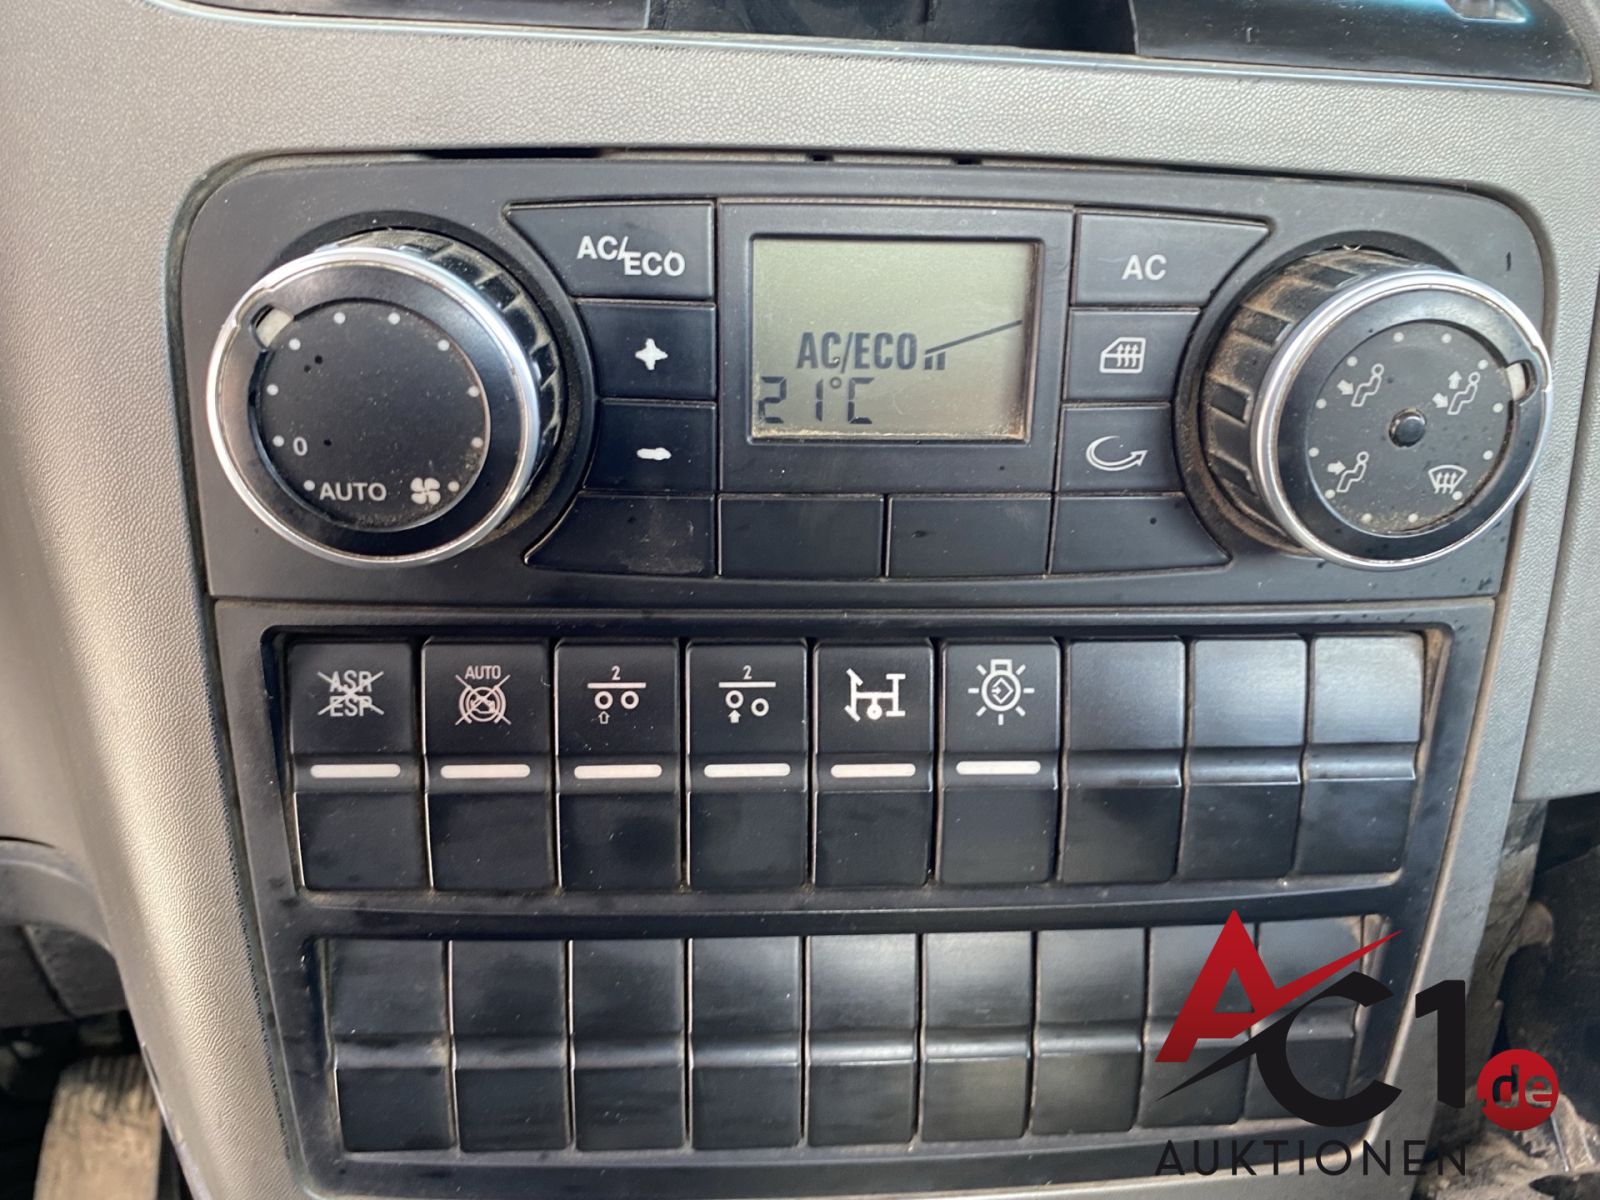 AC/ECO
AC
AC/ECO
21°C
0
AUTO
ASR
ESP
AUTO
2
2
AC1.de
AUKTIONEN